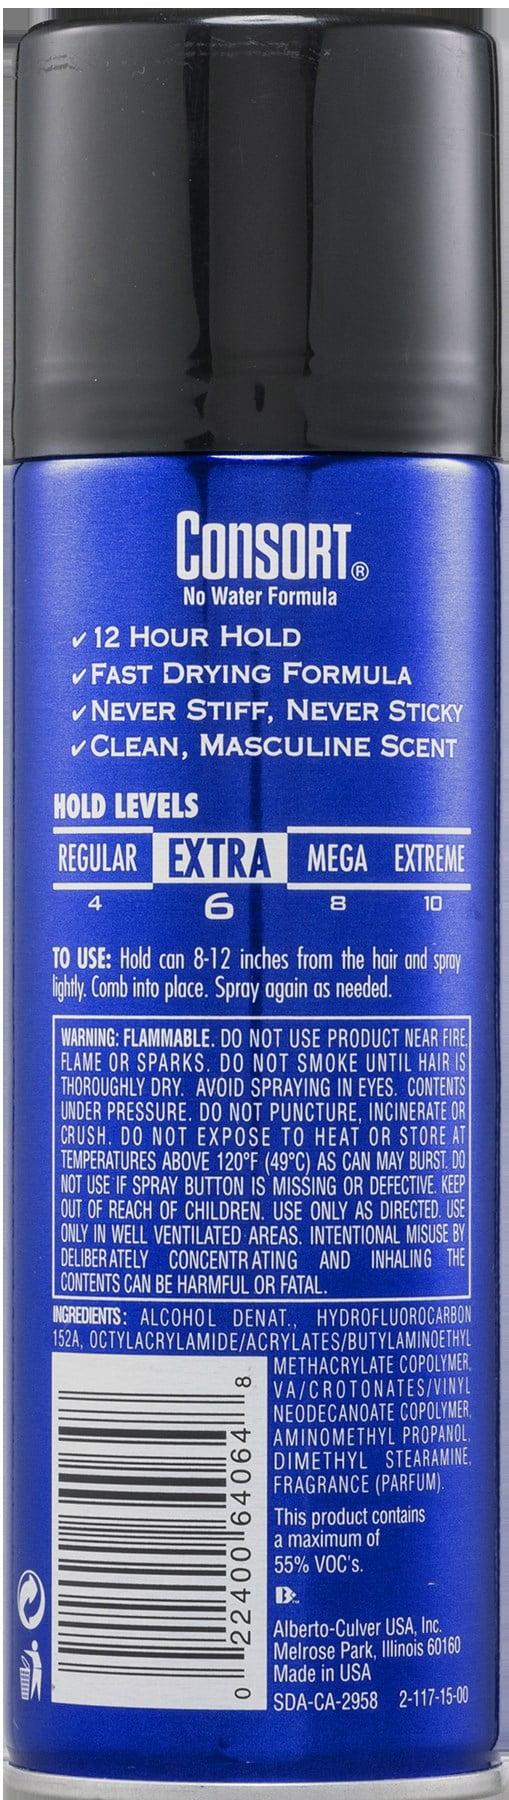 CONSORT®
No Water Formula
✓12 HOUR HOLD
✓FAST DRYING FORMULA
✓NEVER STIFF, NEVER STICKY
✓CLEAN, MASCULINE SCENT
HOLD LEVELS
REGULAR EXTRA MEGA EXTREME
4 6 8 10
TO USE: Hold can 8-12 inches from the hair and spray
lightly. Comb into place. Spray again as needed.
WARNING: FLAMMABLE. DO NOT USE PRODUCT NEAR FIRE,
FLAME OR SPARKS. DO NOT SMOKE UNTIL HAIR IS
THOROUGHLY DRY. AVOID SPRAYING IN EYES. CONTENTS
UNDER PRESSURE. DO NOT PUNCTURE, INCINERATE OR
CRUSH. DO NOT EXPOSE TO HEAT OR STORE AT
TEMPERATURES ABOVE 120°F (49°C) AS CAN MAY BURST. DO
NOT USE IF SPRAY BUTTON IS MISSING OR DEFECTIVE. KEEP
OUT OF REACH OF CHILDREN. USE ONLY AS DIRECTED. USE
ONLY IN WELL VENTILATED AREAS. INTENTIONAL MISUSE BY
DELIBERATELY CONCENTRATING AND INHALING THE
CONTENTS CAN BE HARMFUL OR FATAL.
INGREDIENTS: ALCOHOL DENAT., HYDROFLUOROCARBON
152A, OCTYLACRYLAMIDE/ACRYLATES/BUTYLAMINOETHYL
METHACRYLATE COPOLYMER,
VA/CROTONATES/VINYL
NEODECANOATE COPOLYMER,
AMINOMETHYL PROPANOL,
DIMETHYL STEARAMINE,
FRAGRANCE (PARFUM).
This product contains
a maximum of
55% VOC's.
Alberto-Culver USA, Inc.
Melrose Park, Illinois 60160
Made in USA
SDA-CA-2958 2-117-15-00
0 22400 64064 8